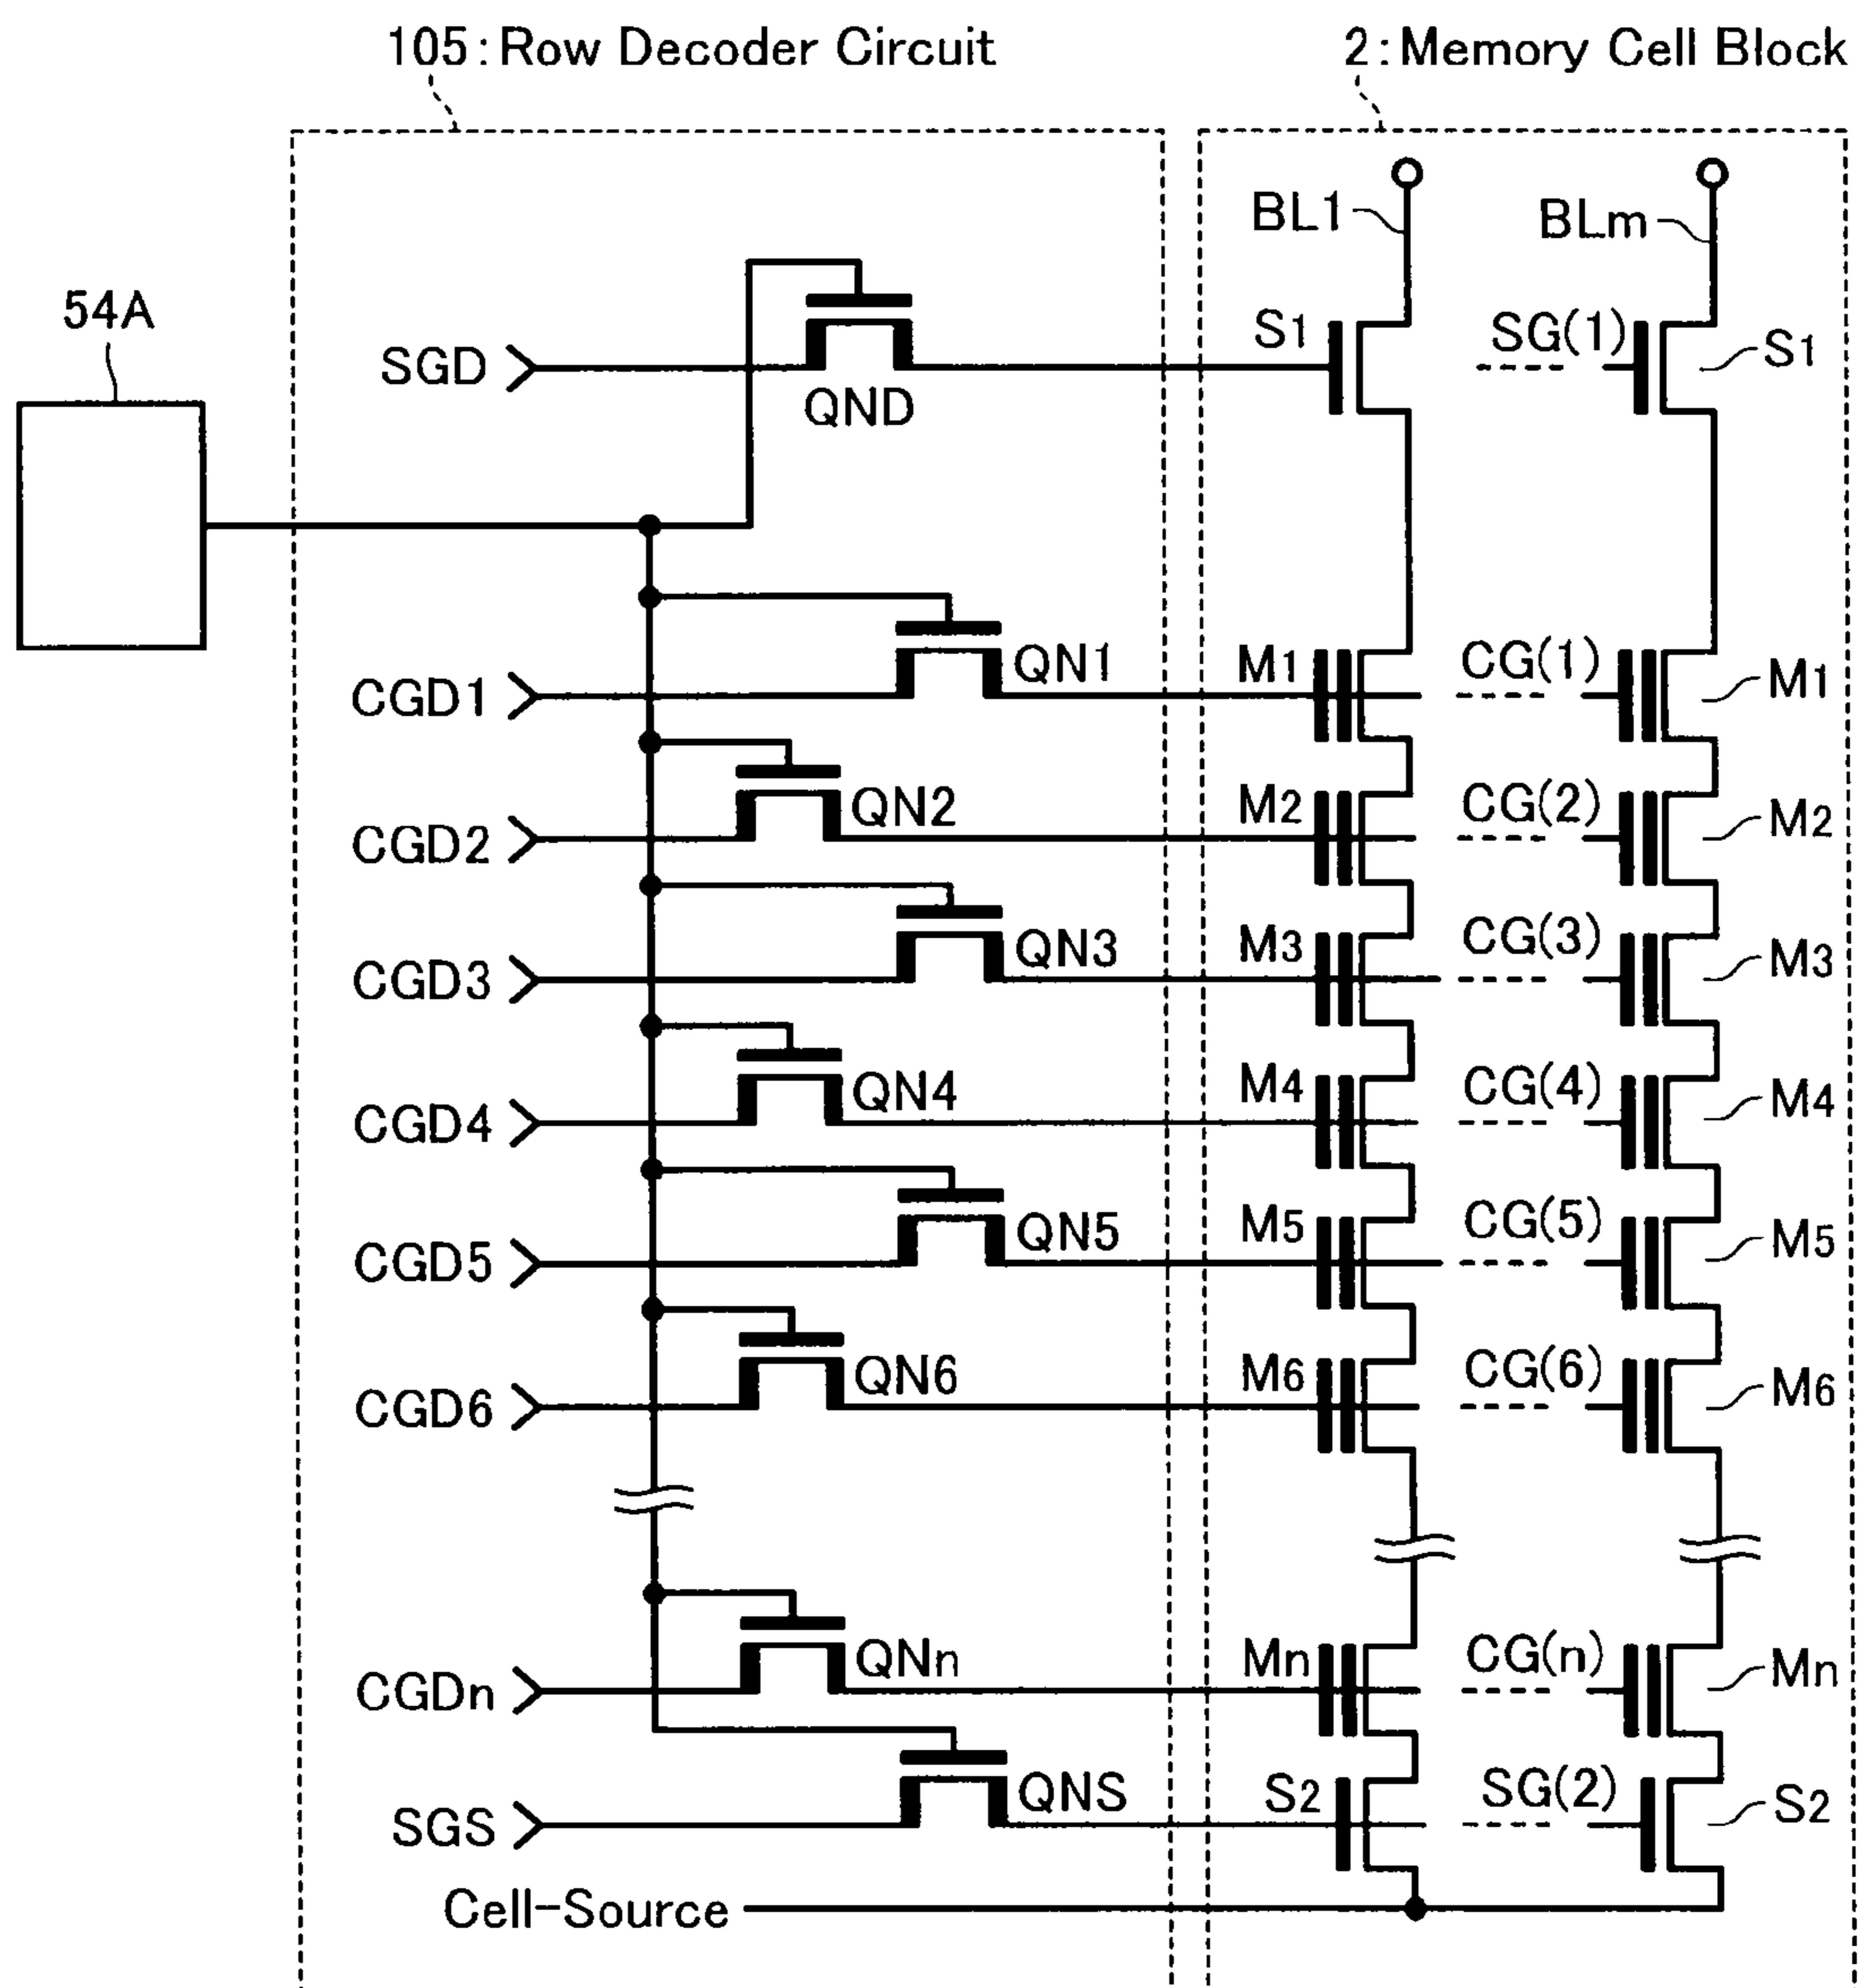 105:Row Decoder Circuit
2:Memory Cell Block
BL1
BLm
54A
SGD
QND
S1
SG(1)
S1
CGD1
QN1
M1
CG(1)
M1
CGD2
QN2
M2
CG(2)
M2
CGD3
QN3
M3
CG(3)
M3
CGD4
QN4
M4
CG(4)
M4
CGD5
QN5
M5
CG(5)
M5
CGD6
QN6
M6
CG(6)
M6
CGDn
QNn
Mn
CG(n)
Mn
SGS
QNS
S2
SG(2)
S2
Cell-Source